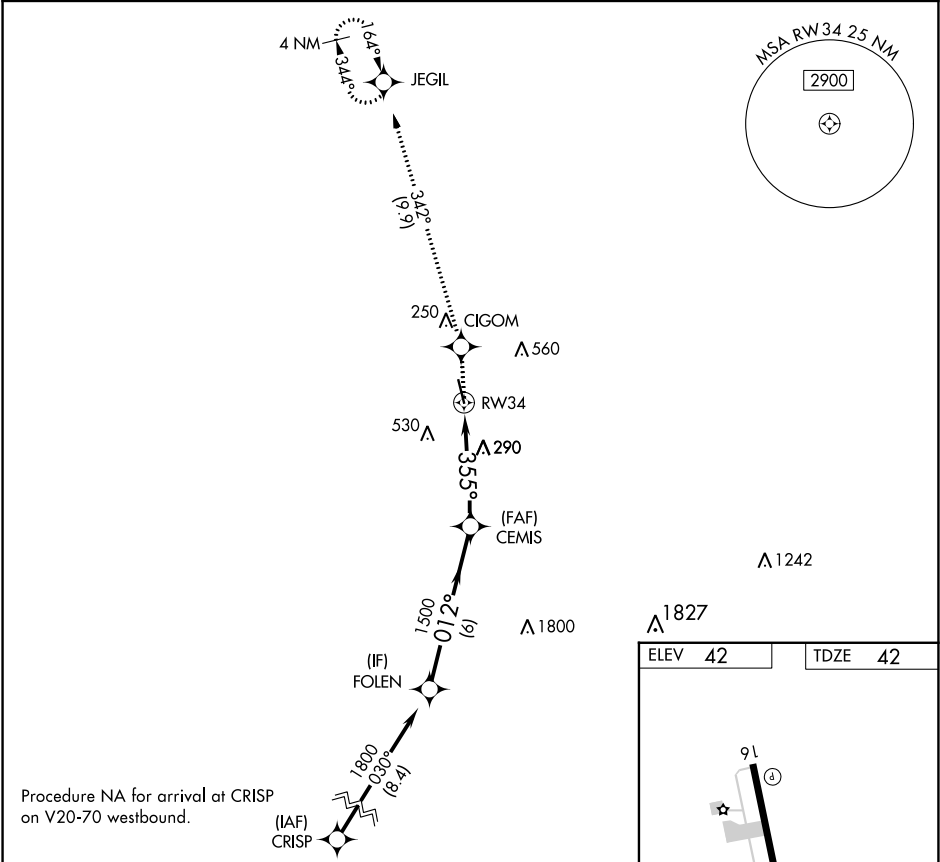 4 NM
164°
344°
JEGIL
MSA RW34 25 NM
2900
342°
(9.9)
250
CIGOM
560
RW34
530
290
355°
(FAF)
CEMIS
1242
1500
012°
(6)
1800
1827
(IF)
FOLEN
ELEV 42
TDZE 42
1800
030°
(8.4)
16
P
Procedure NA for arrival at CRISP
on V20-70 westbound.
(IAF)
CRISP